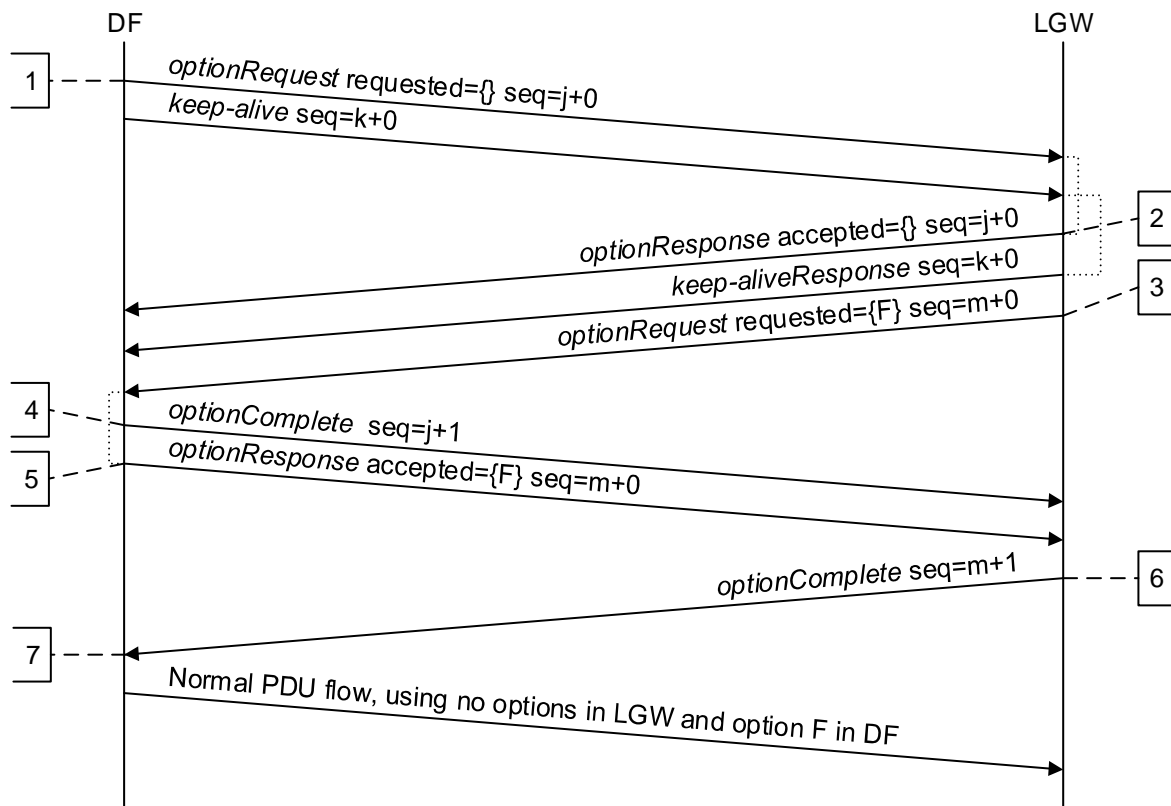 DF
LGW
1
optionRequest requested={} seq=j+0
keep-alive seq=k+0
2
optionResponse accepted={} seq=j+0
keep-aliveResponse seq=k+0
3
optionRequest requested={F} seq=m+0
4
optionComplete seq=j+1
5
optionResponse accepted={F} seq=m+0
optionComplete seq=m+1
6
7
Normal PDU flow, using no options in LGW and option F in DF